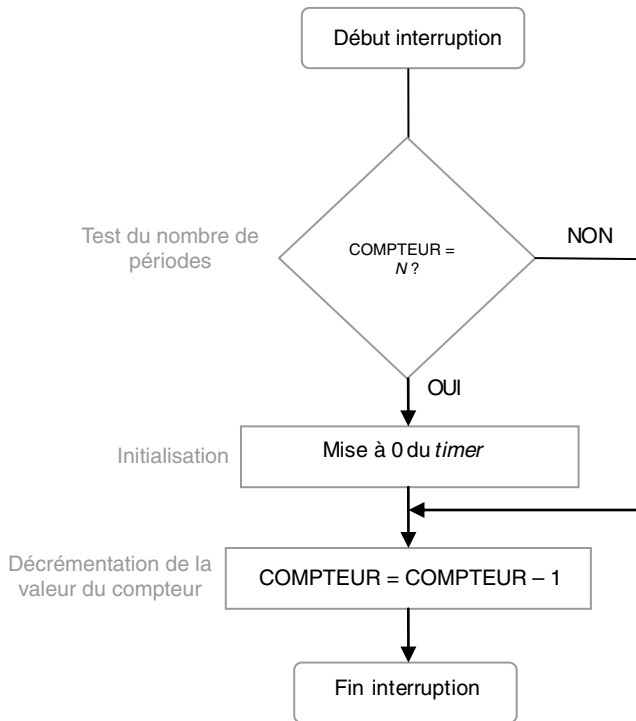 Début interruption
Test du nombre de
périodes
COMPTEUR =
N ?
NON
OUI
Initialisation
Mise à 0 du timer
Décrémentation de la
valeur du compteur
COMPTEUR = COMPTEUR – 1
Fin interruption